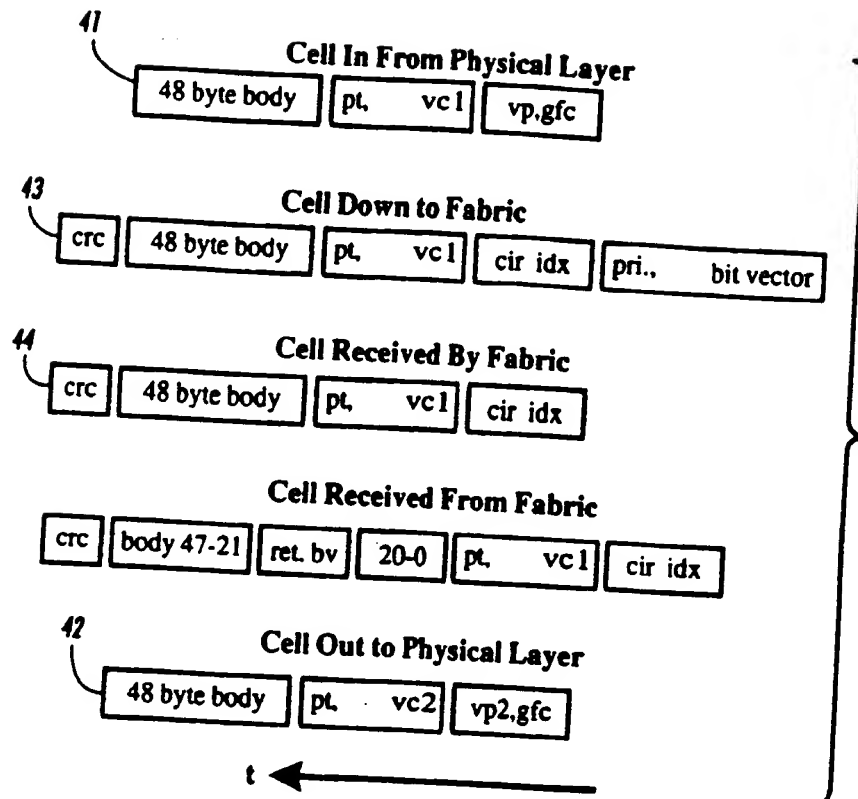 41
Cell In From Physical Layer
48 byte body pt, vc1 vp,gfc
43
Cell Down to Fabric
crc 48 byte body pt, vc1 cir idx pri., bit vector
44
Cell Received By Fabric
crc 48 byte body pt, vc1 cir idx
Cell Received From Fabric
crc body 47-21 ret. bv 20-0 pt, vc1 cir idx
42
Cell Out to Physical Layer
48 byte body pt, vc2 vp2,gfc
t